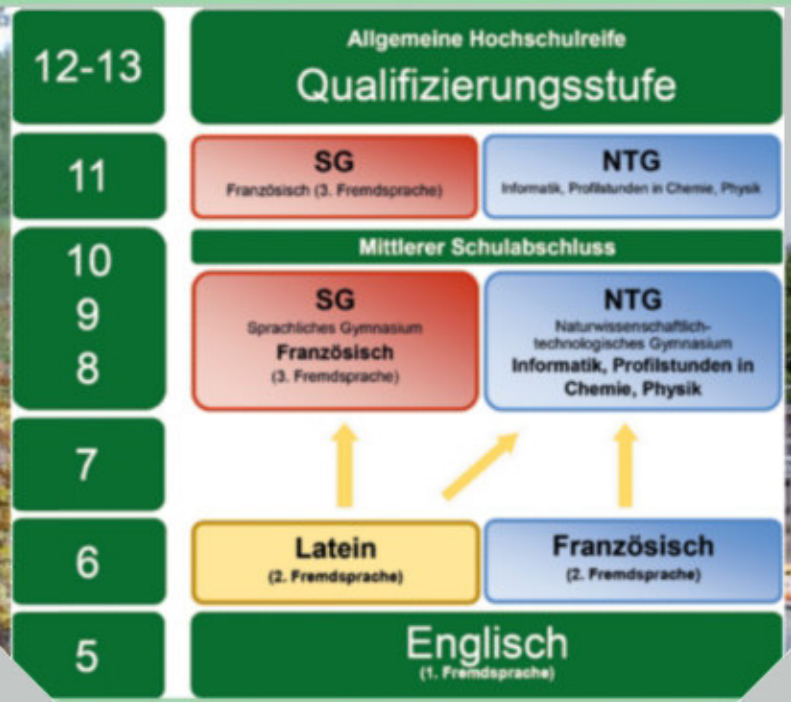 12-13
Allgemeine Hochschulreife
Qualifizierungsstufe
11
SG
Französisch (3. Fremdsprache)
NTG
Informatik, Profilstunden in Chemie, Physik
Mittlerer Schulabschluss
10
9
8
SG
Sprachliches Gymnasium
Französisch
(3. Fremdsprache)
NTG
Naturwissenschaftlich-
technologisches Gymnasium
Informatik, Profilstunden in
Chemie, Physik
7
6
Latein
(2. Fremdsprache)
Französisch
(2. Fremdsprache)
5
Englisch
(1. Fremdsprache)